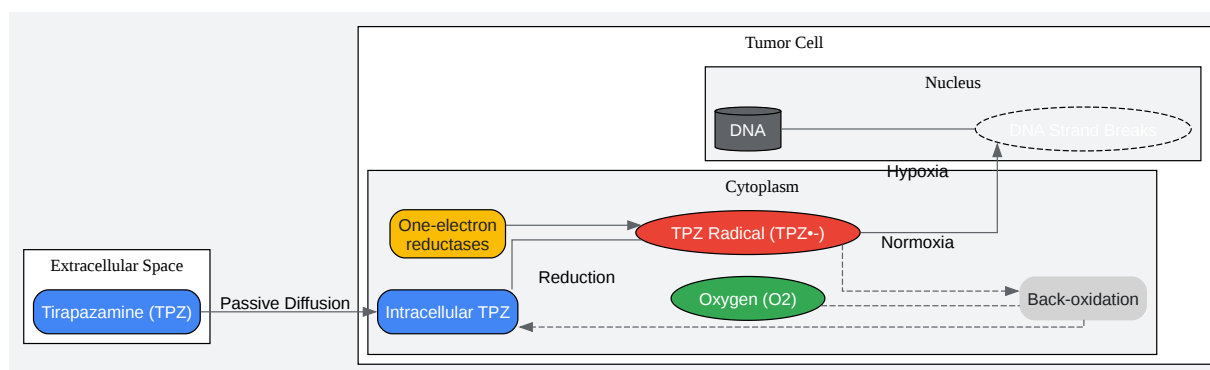 Tumor Cell
Nucleus
DNA
DNA Strand Breaks
Hypoxia
Cytoplasm
One-electron
reductases
TPZ Radical (TPZ•-)
Normoxia
Extracellular Space
Reduction
Tirapazamine (TPZ)
Passive Diffusion
Intracellular TPZ
Oxygen (O2)
Back-oxidation